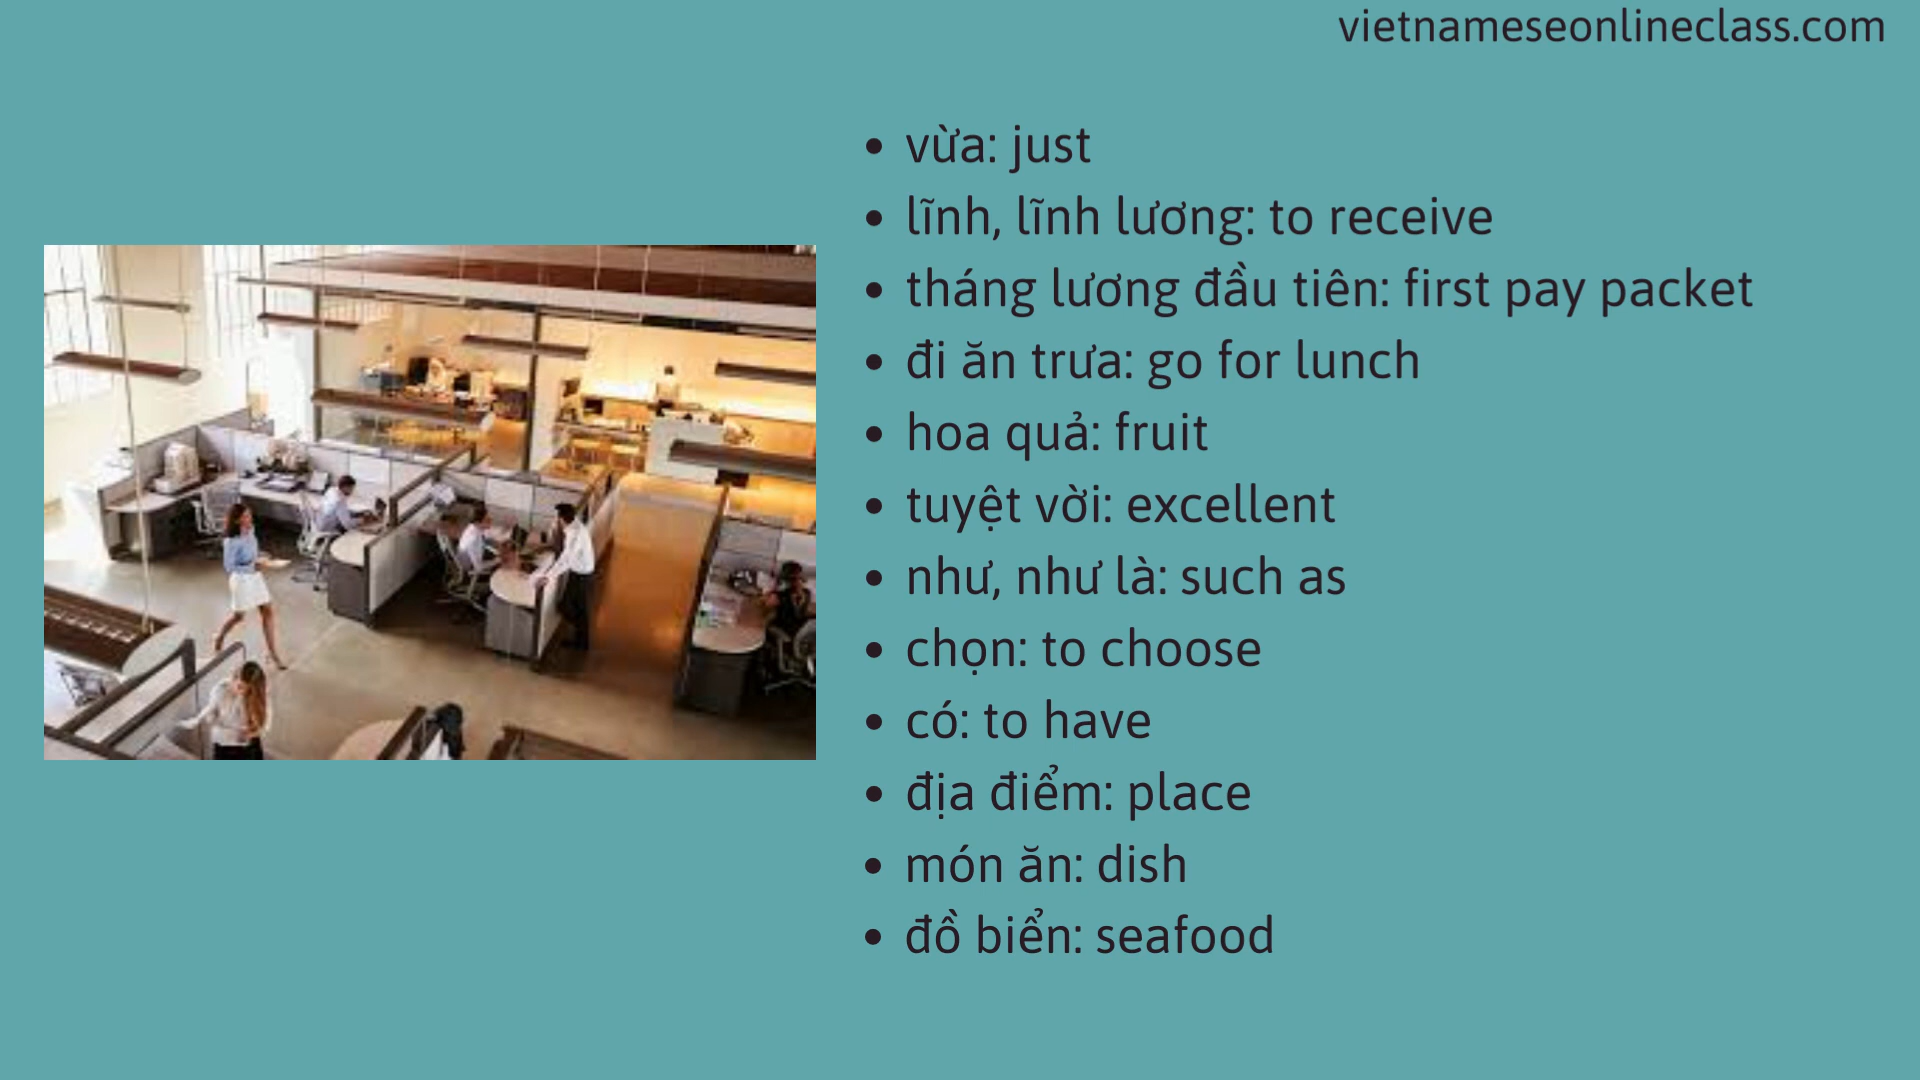 vietnameseonlineclass.com
• vừa: just
• lĩnh, lĩnh lương: to receive
• tháng lương đầu tiên: first pay packet
• đi ăn trưa: go for lunch
• hoa quả: fruit
• tuyệt vời: excellent
• như, như là: such as
• chọn: to choose
• có: to have
• địa điểm: place
• món ăn: dish
• đồ biển: seafood